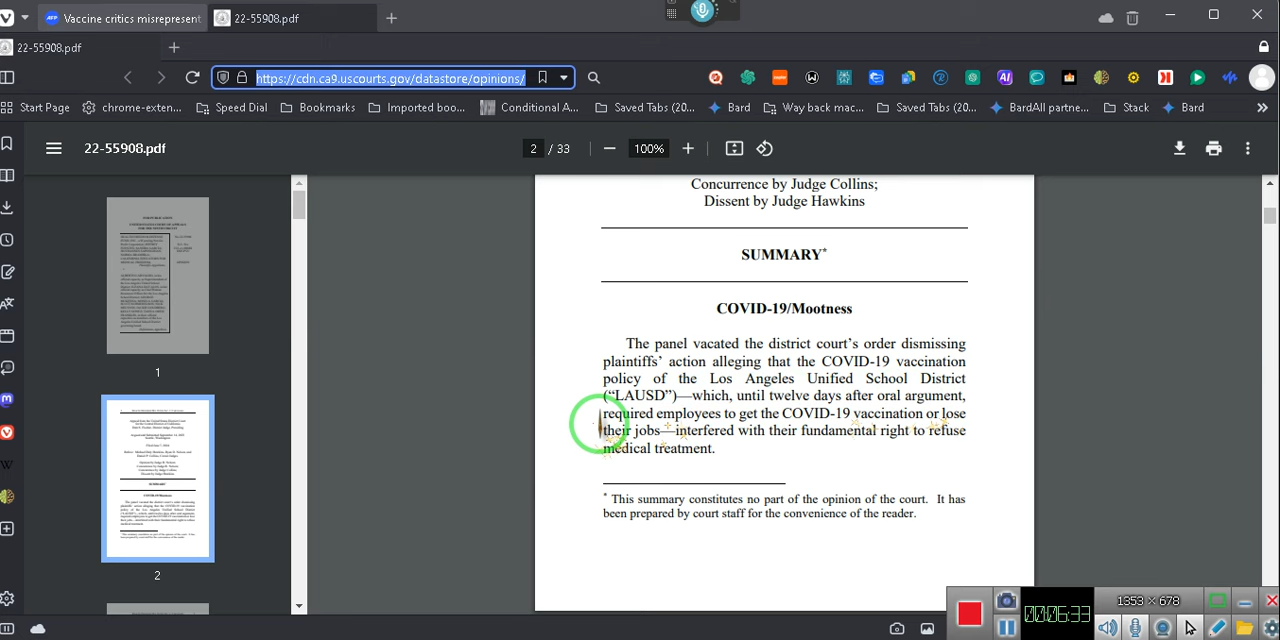 Vaccine critics misrepresent
22-55908.pdf
22-55908.pdf
https://cdn.ca9.uscourts.gov/datastore/opinions/
Start Page
chrome-exten...
Speed Dial
Bookmarks
Imported boo...
Conditional A...
Saved Tabs (20...
Bard
Way back mac...
Saved Tabs (20...
BardAll partne...
Stack
Bard
22-55908.pdf
2 / 33
100%
Concurrence by Judge Collins;
Dissent by Judge Hawkins
SUMMARY*
COVID-19/Mootness
The panel vacated the district court's order dismissing
plaintiffs' action alleging that the COVID-19 vaccination
policy of the Los Angeles Unified School District
("LAUSD")—which, until twelve days after oral argument,
required employees to get the COVID-19 vaccination or lose
their jobs—interfered with their fundamental right to refuse
medical treatment.
* This summary constitutes no part of the opinion of the court. It has
been prepared by court staff for the convenience of the reader.
1
2
1353 × 678
00:06:33